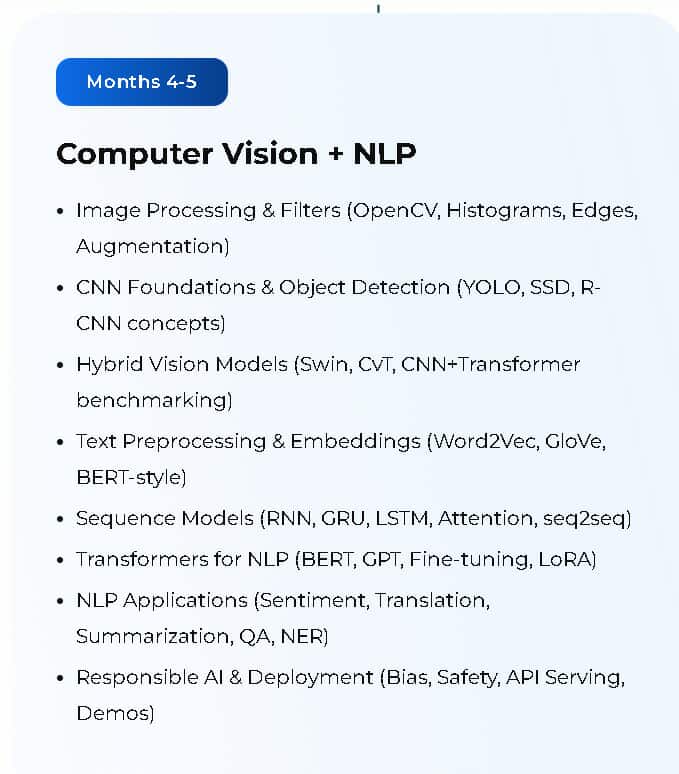 Months 4-5
Computer Vision + NLP
• Image Processing & Filters (OpenCV, Histograms, Edges,
Augmentation)
• CNN Foundations & Object Detection (YOLO, SSD, R-
CNN concepts)
• Hybrid Vision Models (Swin, CvT, CNN+Transformer
benchmarking)
• Text Preprocessing & Embeddings (Word2Vec, GloVe,
BERT-style)
• Sequence Models (RNN, GRU, LSTM, Attention, seq2seq)
• Transformers for NLP (BERT, GPT, Fine-tuning, LoRA)
• NLP Applications (Sentiment, Translation,
Summarization, QA, NER)
• Responsible AI & Deployment (Bias, Safety, API Serving,
Demos)